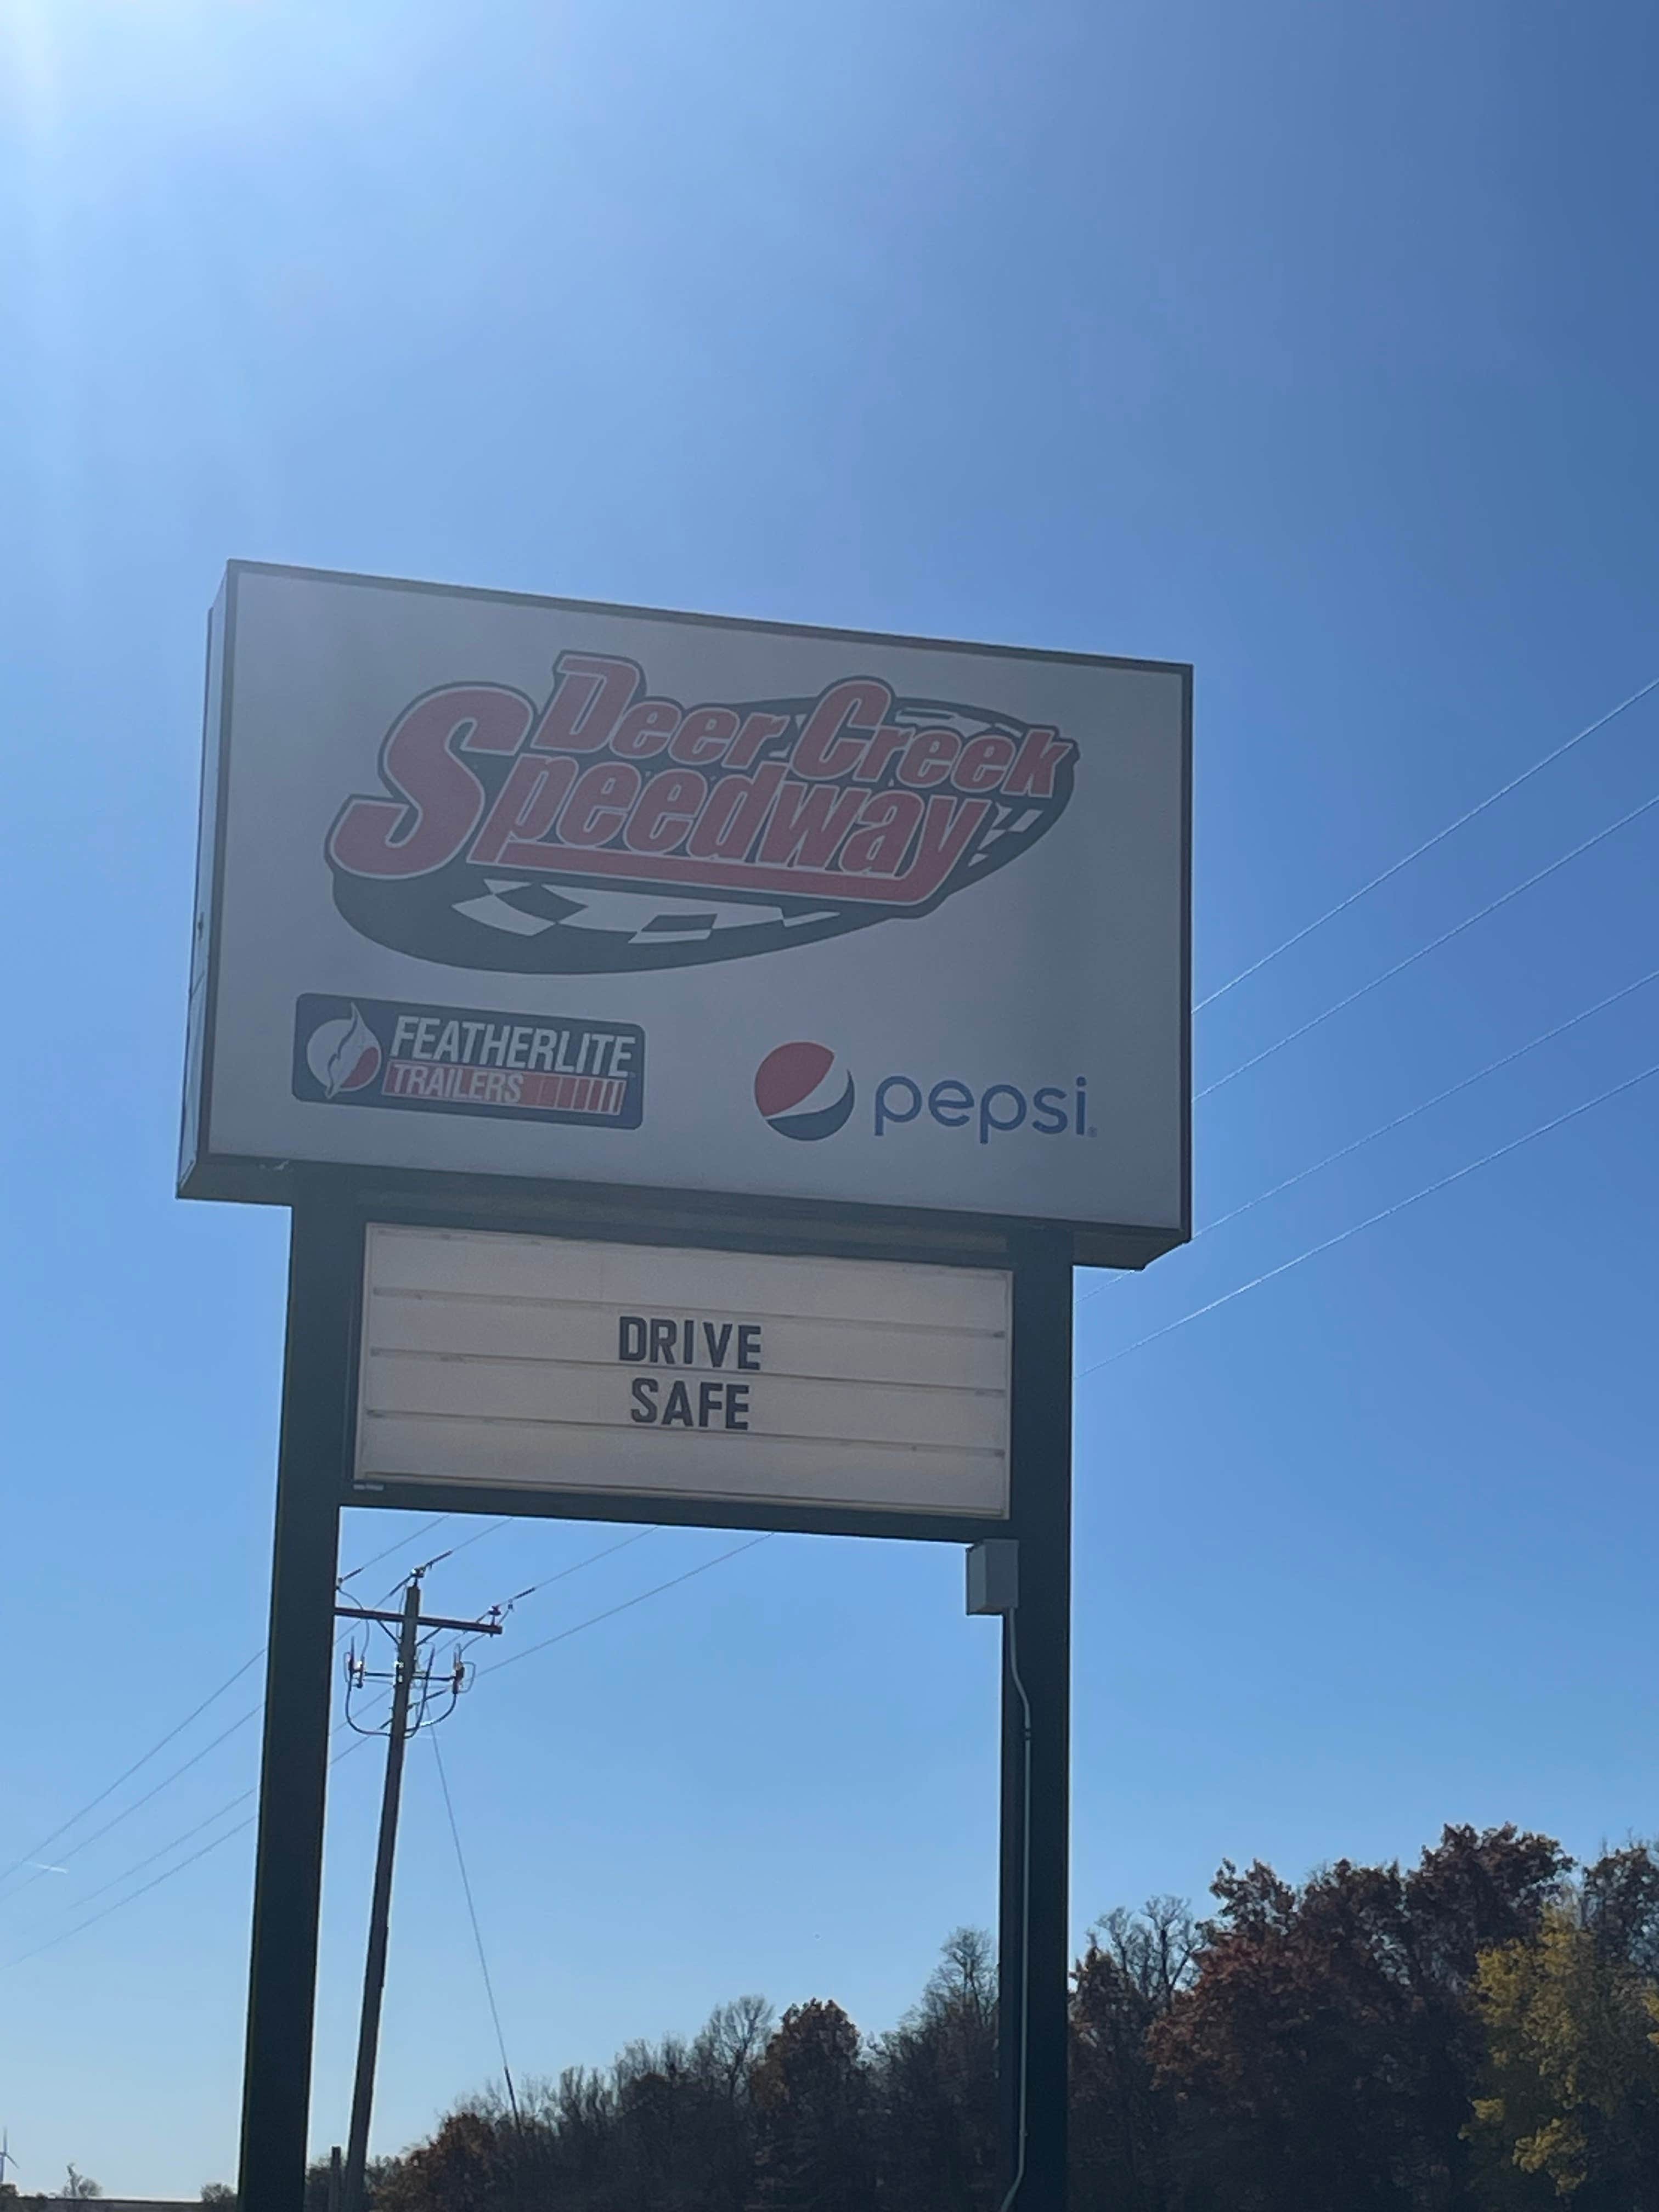 Deer Creek
Speedway
FEATHERLITE
TRAILERS
pepsi®
DRIVE
SAFE